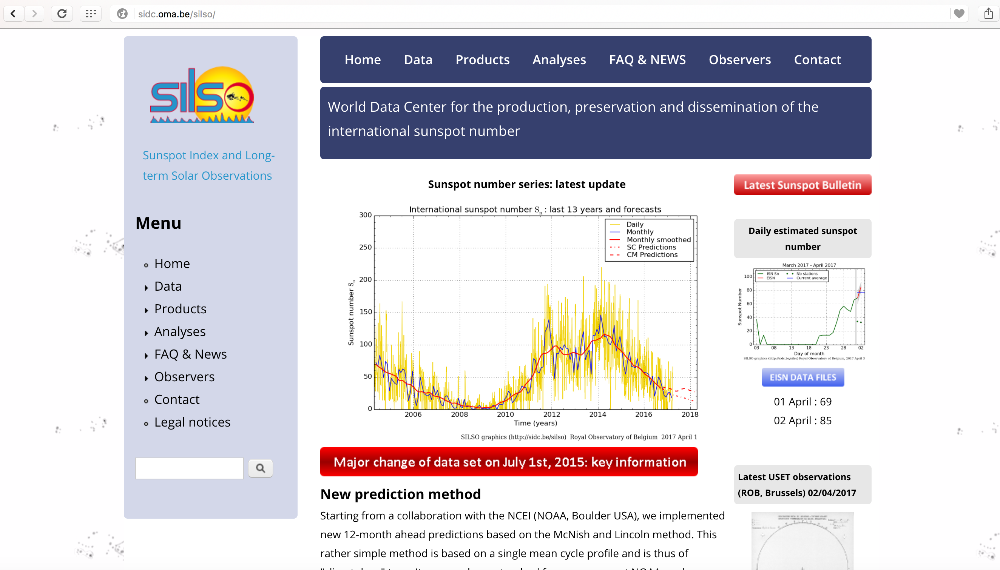 sidc.oma.be/silso/
silso
Sunspot Index and Long-
term Solar Observations
Menu
Home
Data
Products
Analyses
FAQ & News
Observers
Contact
Legal notices
Home Data Products Analyses FAQ & NEWS Observers Contact
World Data Center for the production, preservation and dissemination of the
international sunspot number
Sunspot number series: latest update
International sunspot number Sn : last 13 years and forecasts
300
250
200
150
100
50
0
Sunspot number Sn
Daily
Monthly
Monthly smoothed
SC Predictions
CM Predictions
2006 2008 2010 2012 2014 2016 2018
Time (years)
SILSO graphics (http://sidc.be/silso) Royal Observatory of Belgium 2017 April 1
Major change of data set on July 1st, 2015: key information
New prediction method
Starting from a collaboration with the NCEI (NOAA, Boulder USA), we implemented
new 12-month ahead predictions based on the McNish and Lincoln method. This
rather simple method is based on a single mean cycle profile and is thus of
Latest Sunspot Bulletin
Daily estimated sunspot
number
March 2017 - April 2017
ISN Sn Nb stations
EISN Current average
100
80
60
40
20
0
Sunspot Number
03 08 13 18 23 28 02
Day of month
SILSO graphics (http://sidc.be/silso) Royal Observatory of Belgium, 2017 April 3
EISN DATA FILES
01 April : 69
02 April : 85
Latest USET observations
(ROB, Brussels) 02/04/2017